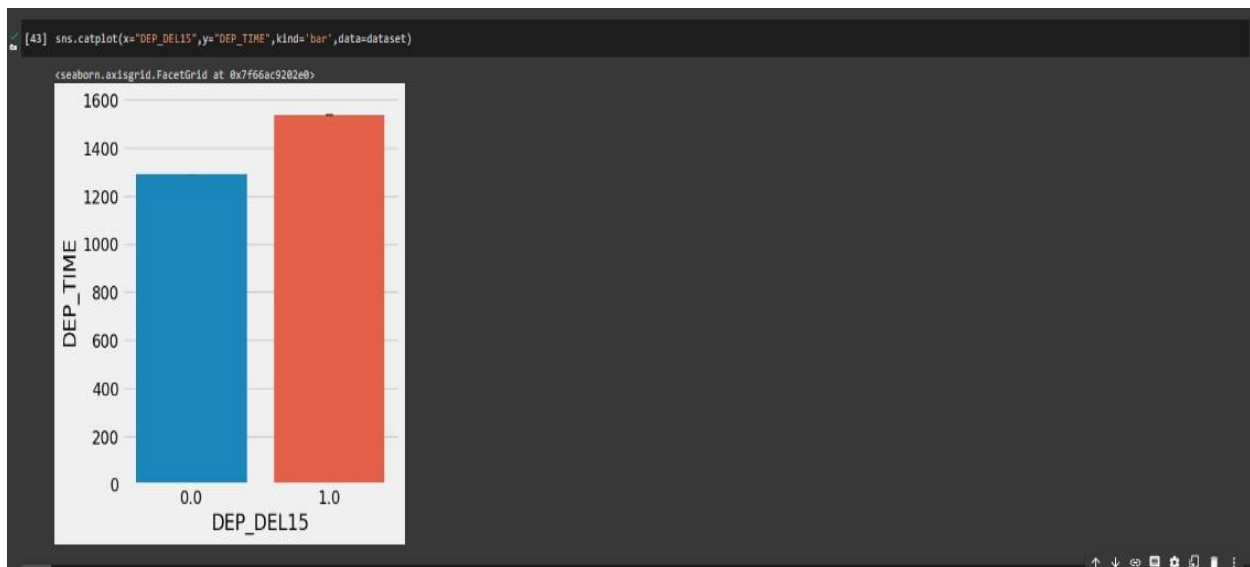 [43] sns.catplot(x="DEP_DEL15",y="DEP_TIME",kind='bar',data=dataset)
<seaborn.axisgrid.FacetGrid at 0x7f66ac9202e0>
1600
1400
1200
1000
800
600
400
200
0
DEP_TIME
0.0 1.0
DEP_DEL15